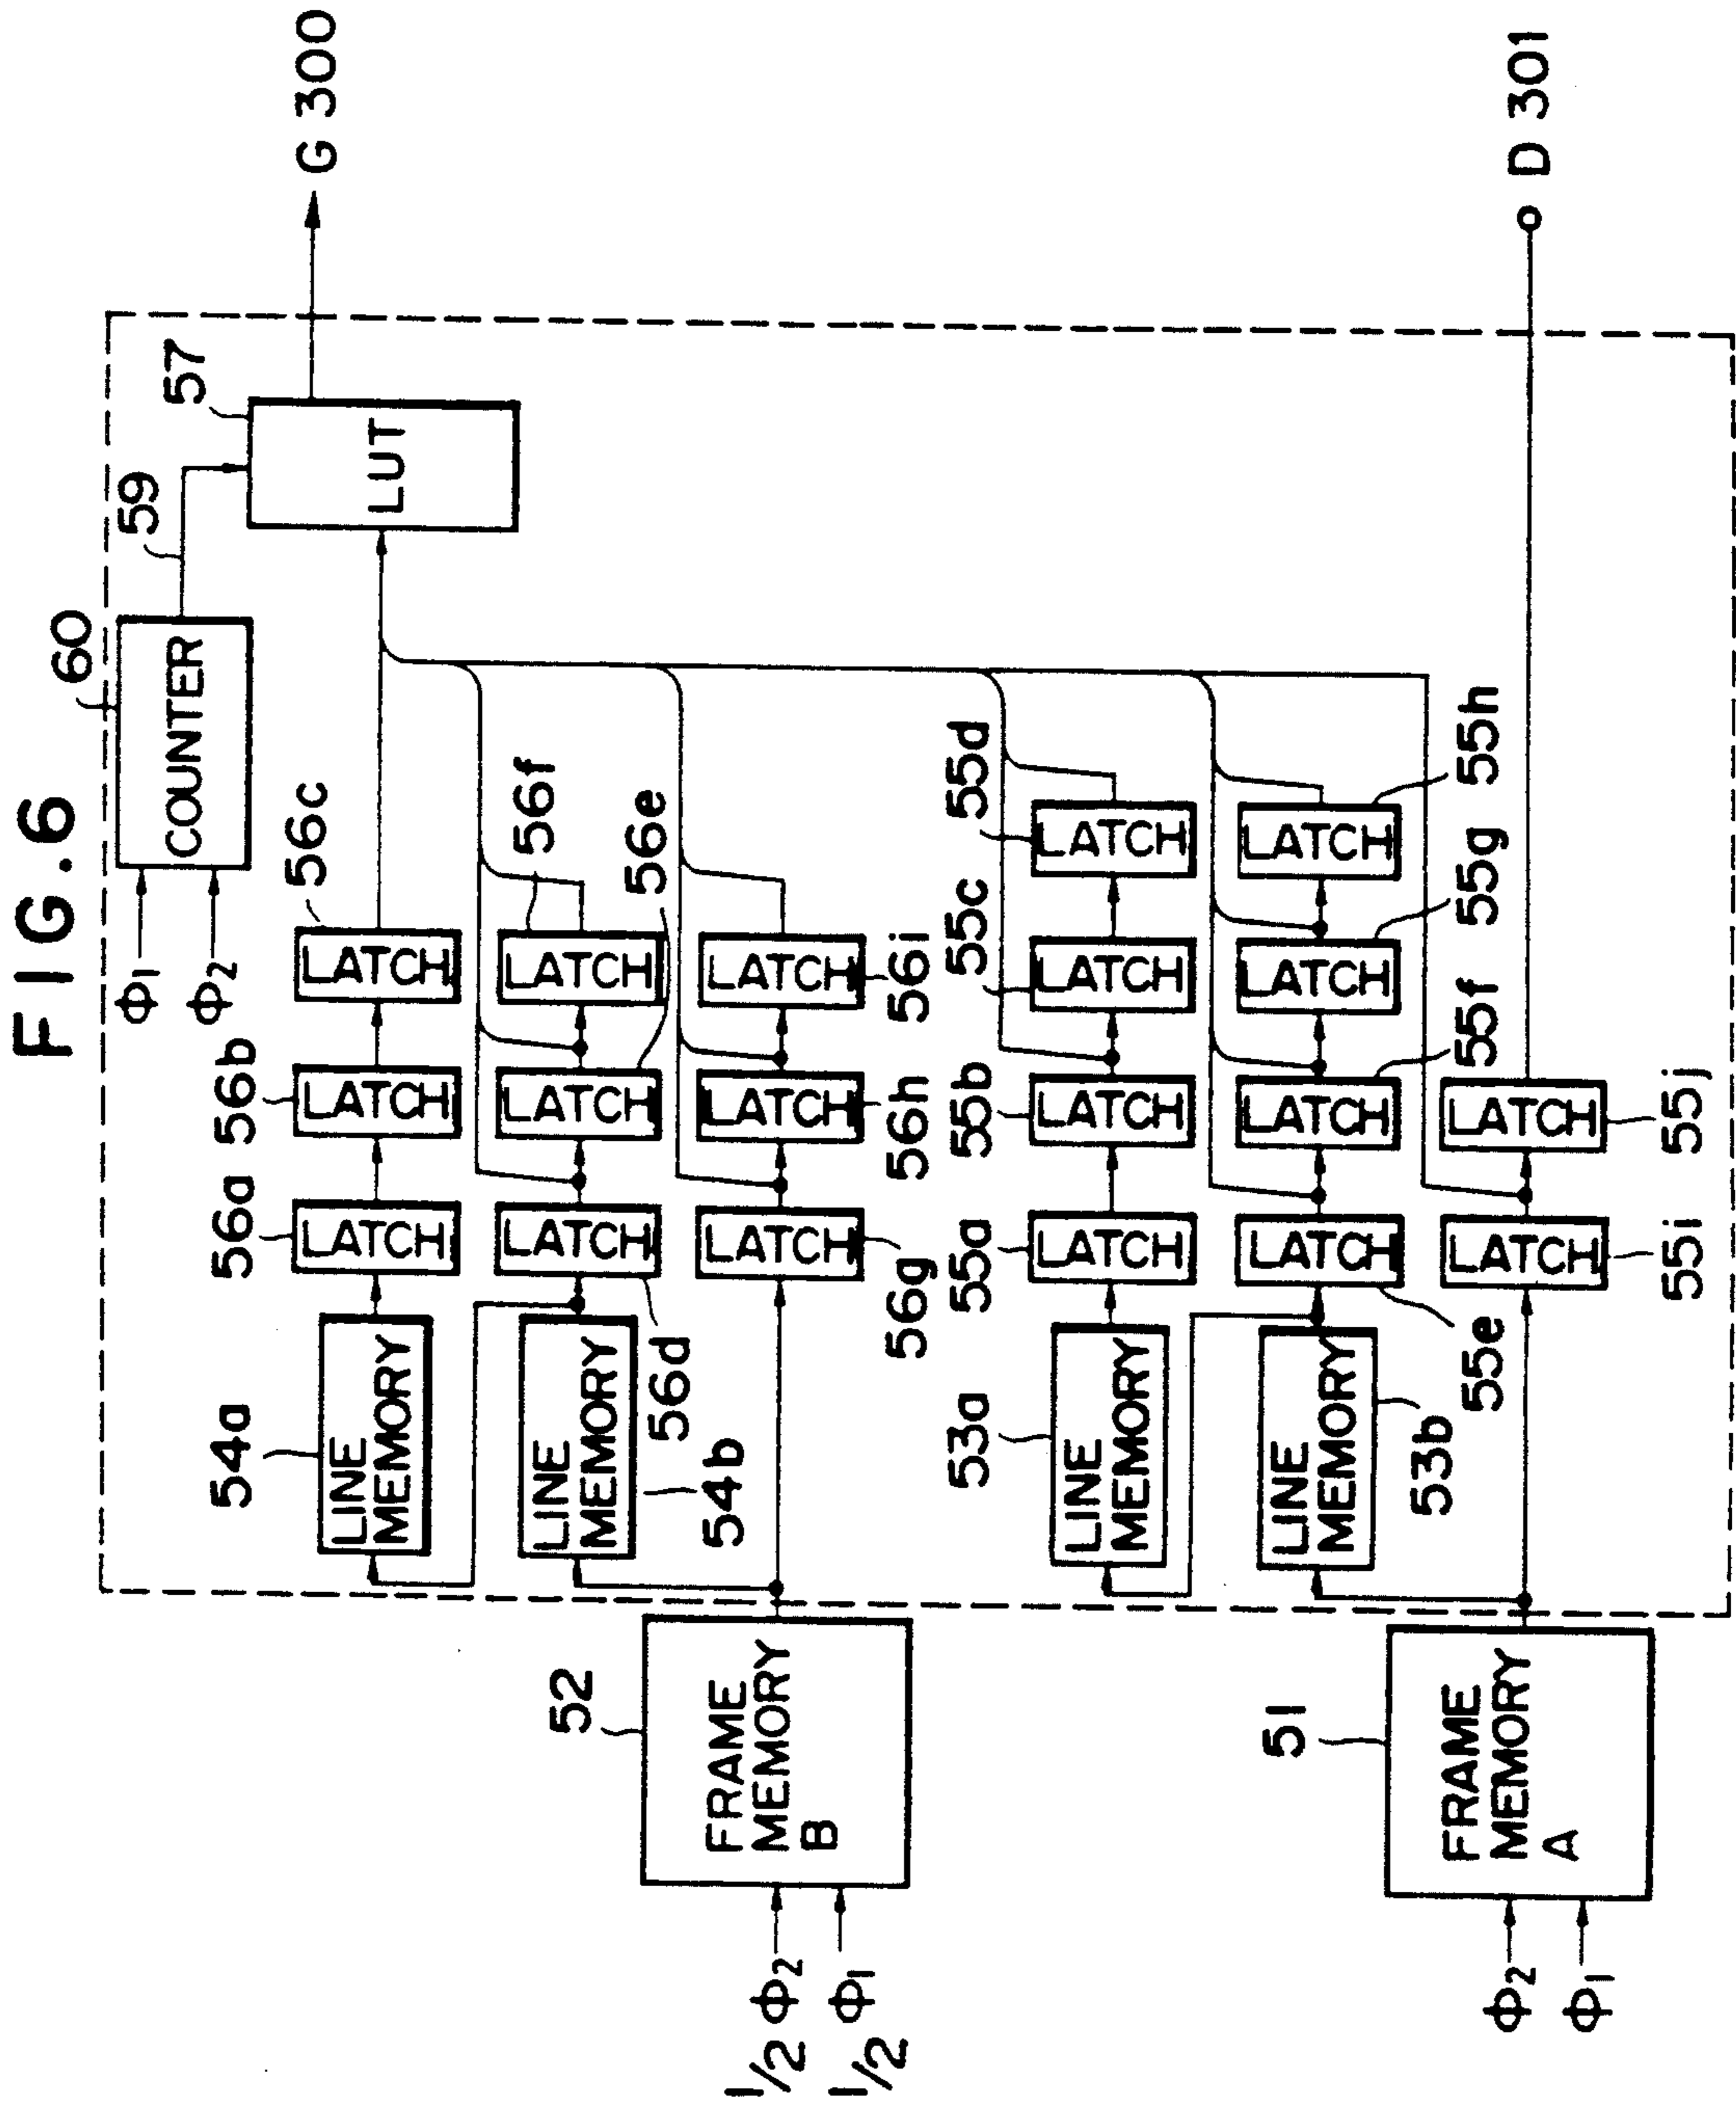 FIG.6
60
COUNTER
Φ1
Φ2
59
57
LUT
G 300
54a
LINE
MEMORY
56a
LATCH
56b
LATCH
56c
LATCH
54b
LINE
MEMORY
56d
LATCH
56e
LATCH
56f
LATCH
52
FRAME
MEMORY
B
1/2 Φ2
1/2 Φ1
56g
LATCH
56h
LATCH
56i
LATCH
53a
LINE
MEMORY
55a
LATCH
55b
LATCH
55c
LATCH
55d
LATCH
53b
LINE
MEMORY
55e
LATCH
55f
LATCH
55g
LATCH
55h
LATCH
51
FRAME
MEMORY
A
Φ2
Φ1
55i
LATCH
55j
LATCH
D 301